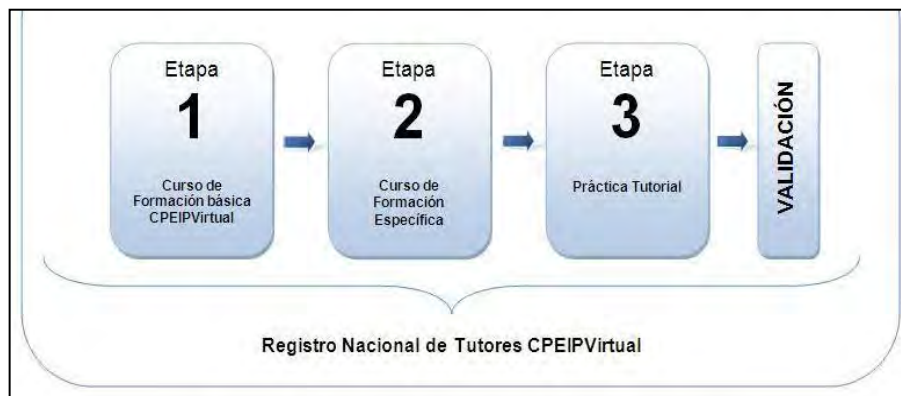 Etapa
1
Curso de
Formación básica
CPEIPVirtual
Etapa
2
Curso de
Formación
Específica
Etapa
3
Práctica Tutorial
VALIDACIÓN
Registro Nacional de Tutores CPEIPVirtual